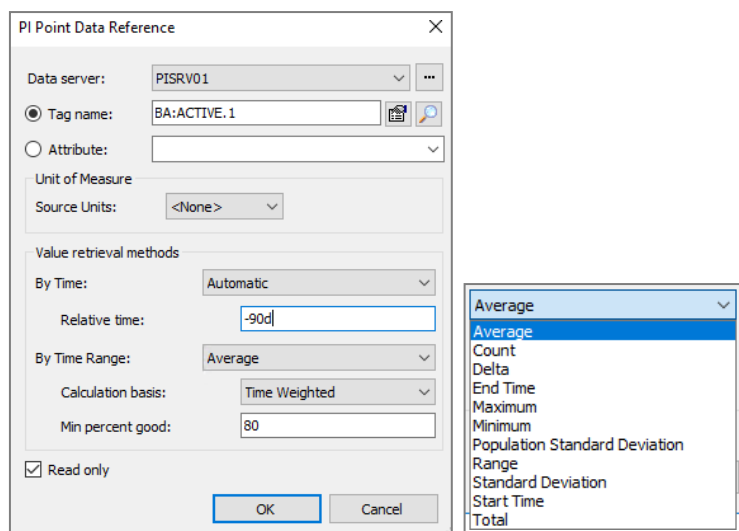 PI Point Data Reference
Data server: PISRV01 ...
Tag name: BA:ACTIVE.1
Attribute:
Unit of Measure
Source Units: <None>
Value retrieval methods
By Time: Automatic
Relative time: -90d
By Time Range: Average
Calculation basis: Time Weighted
Min percent good: 80
Read only
OK Cancel
Average
Average
Count
Delta
End Time
Maximum
Minimum
Population Standard Deviation
Range
Standard Deviation
Start Time
Total